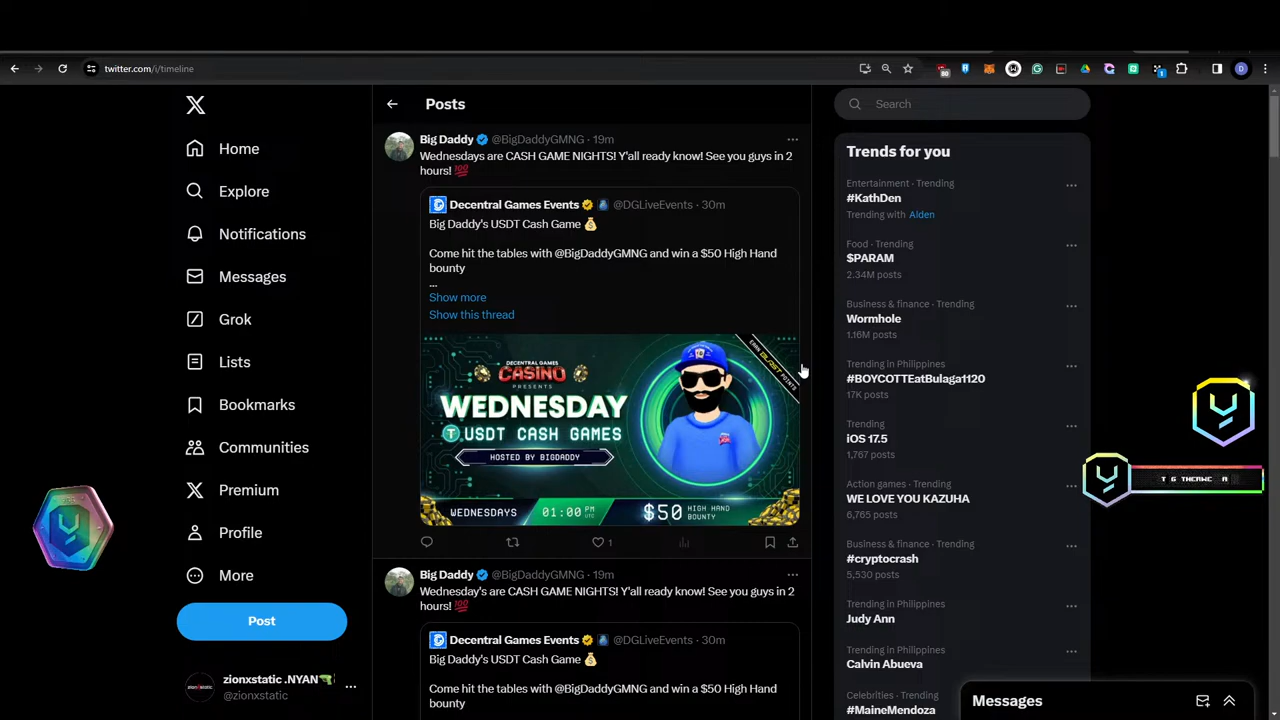 twitter.com/i/timeline
80
1
D
Home
Explore
Notifications
Messages
Grok
Lists
Bookmarks
Communities
Premium
Profile
More
Post
zionxstatic .NYAN
@zionxstatic
Posts
Big Daddy @BigDaddyGMNG · 19m
Wednesdays are CASH GAME NIGHTS! Y'all ready know! See you guys in 2
hours! 💯
Decentral Games Events @DGLiveEvents · 30m
Big Daddy's USDT Cash Game 💰
Come hit the tables with @BigDaddyGMNG and win a $50 High Hand
bounty
...
Show more
Show this thread
EARN BLAST POINTS
DECENTRAL GAMES
CASINO
PRESENTS
WEDNESDAY
USDT CASH GAMES
HOSTED BY BIGDADDY
WEDNESDAYS
01:00 PM UTC
$50 HIGH HAND
BOUNTY
1
Big Daddy @BigDaddyGMNG · 19m
Wednesday's are CASH GAME NIGHTS! Y'all ready know! See you guys in 2
hours! 💯
Decentral Games Events @DGLiveEvents · 30m
Big Daddy's USDT Cash Game 💰
Come hit the tables with @BigDaddyGMNG and win a $50 High Hand
bounty
Search
Trends for you
Entertainment · Trending
#KathDen
Trending with Alden
Food · Trending
$PARAM
2.34M posts
Business & finance · Trending
Wormhole
1.16M posts
Trending in Philippines
#BOYCOTTEatBulaga1120
17K posts
Trending
iOS 17.5
1,767 posts
Action games · Trending
WE LOVE YOU KAZUHA
6,765 posts
Business & finance · Trending
#cryptocrash
5,530 posts
Trending in Philippines
Judy Ann
Trending in Philippines
Calvin Abueva
Celebrities · Trending
#MaineMendoza
Messages